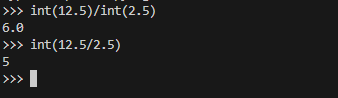 >>> int(12.5)/int(2.5)
6.0
>>> int(12.5/2.5)
5
>>>